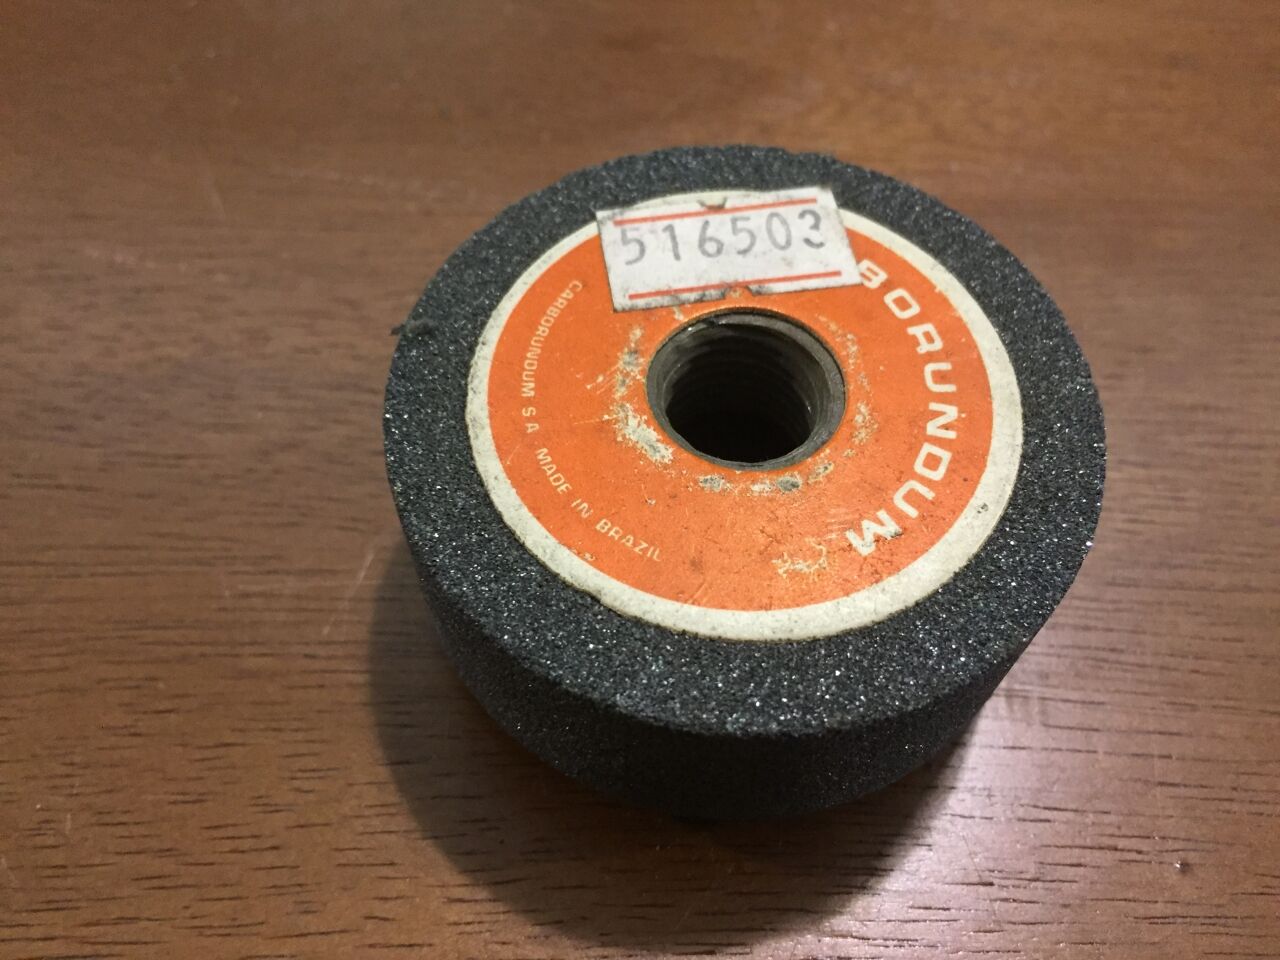 516503
BORUNDUM
CARBORUNDUM S.A. MADE IN BRAZIL